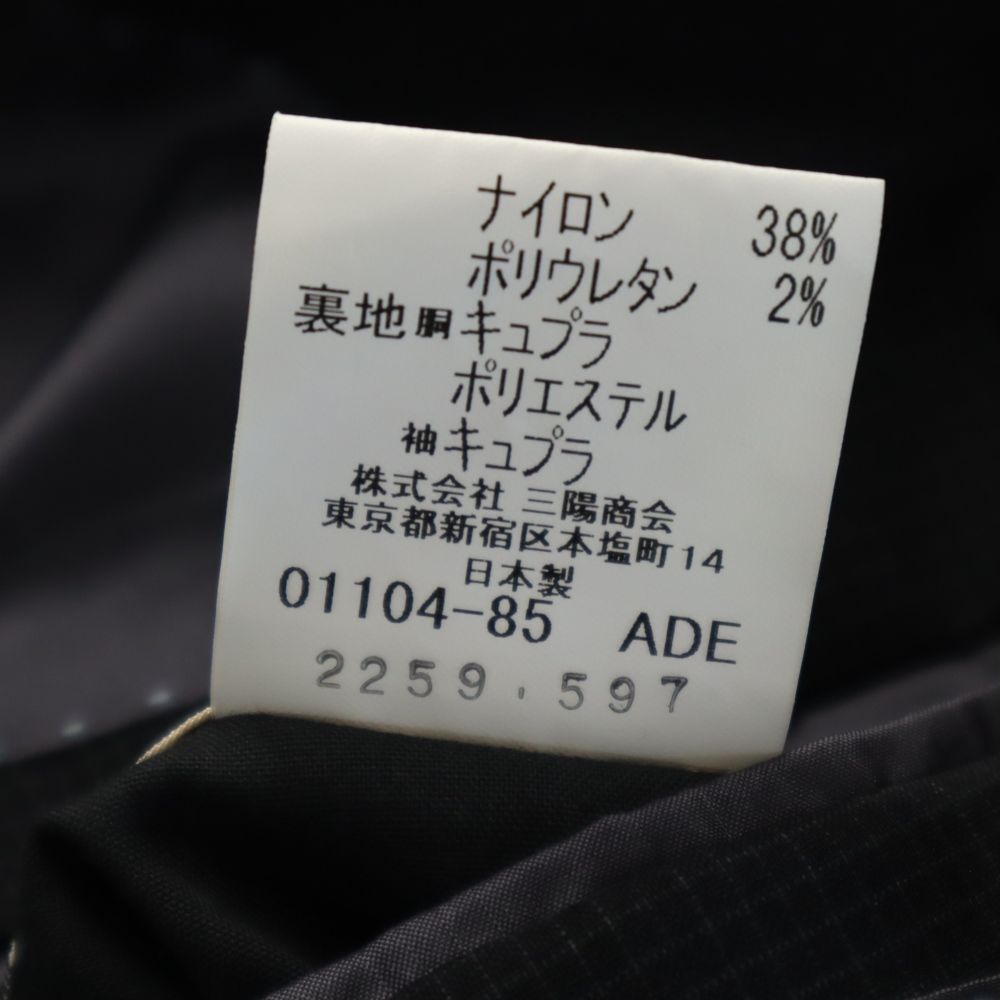 ナイロン 38%
ポリウレタン 2%
裏地 胴 キュプラ
ポリエステル
袖 キュプラ
株式会社 三陽商会
東京都新宿区本塩町14
日本製
01104-85 ADE
2259.597